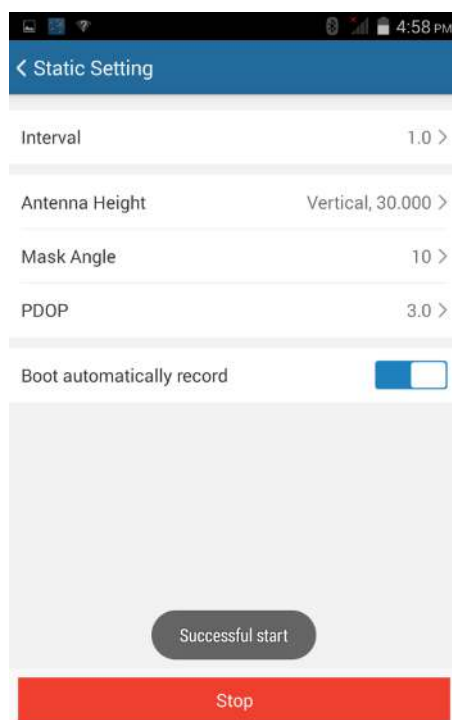 4:58 PM
Static Setting
Interval 1.0
Antenna Height Vertical, 30.000
Mask Angle 10
PDOP 3.0
Boot automatically record
Successful start
Stop